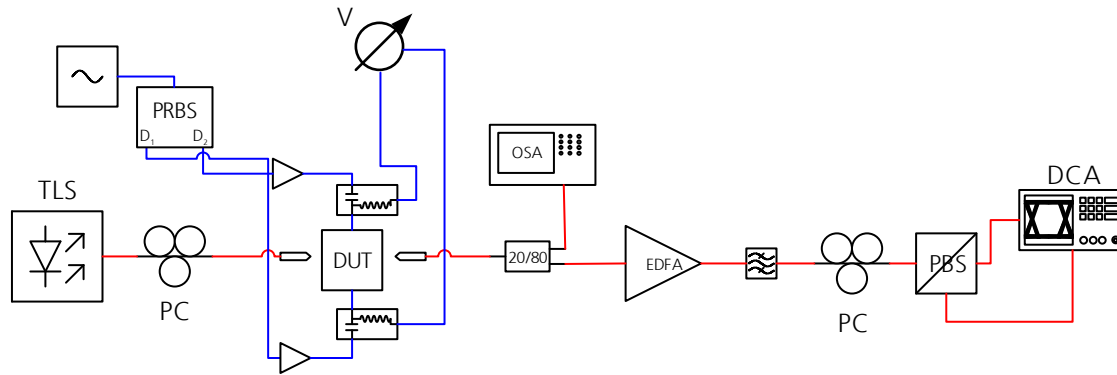 V
PRBS
D1 D2
OSA
TLS
DCA
DUT
20/80
EDFA
PBS
PC
PC